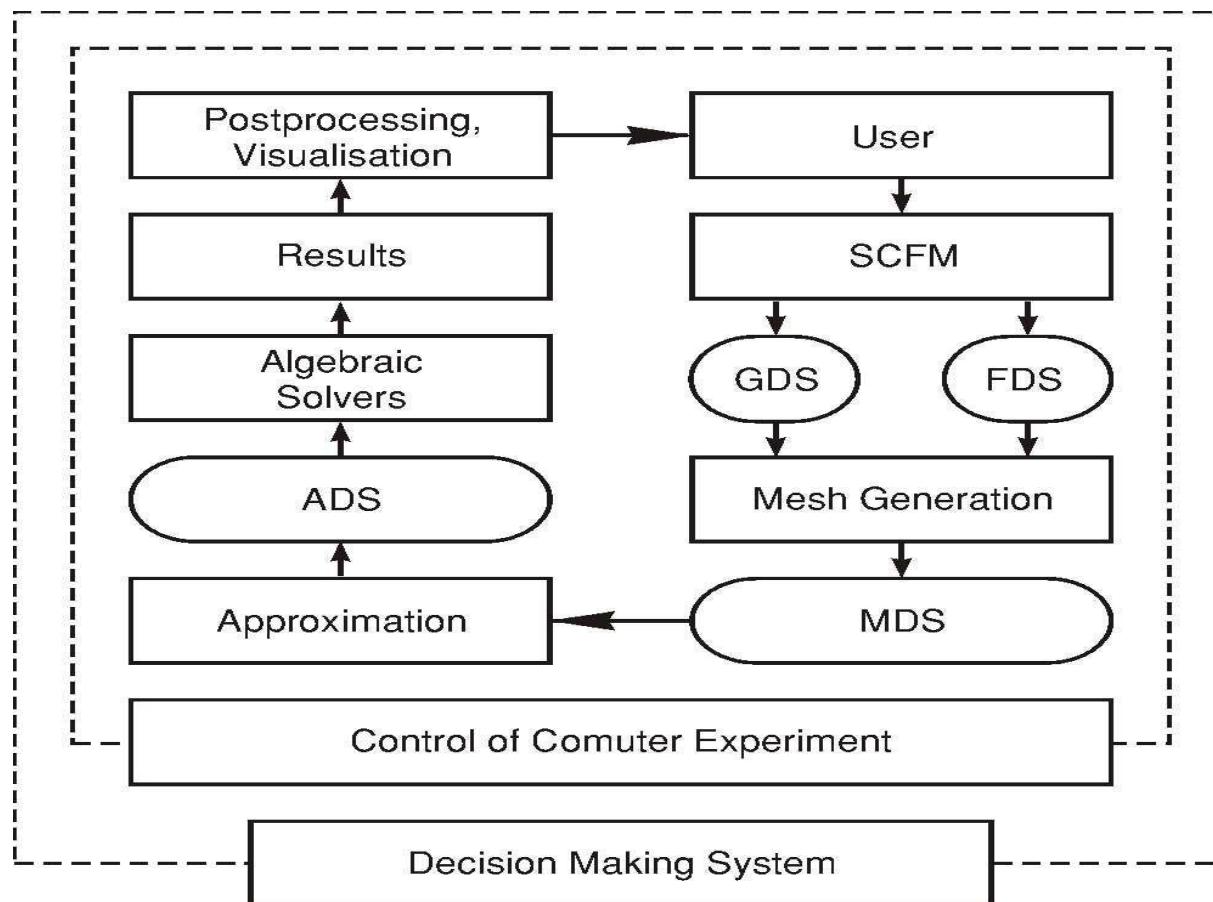 Postprocessing,
Visualisation
User
Results
SCFM
Algebraic
Solvers
GDS
FDS
ADS
Mesh Generation
Approximation
MDS
Control of Comuter Experiment
Decision Making System